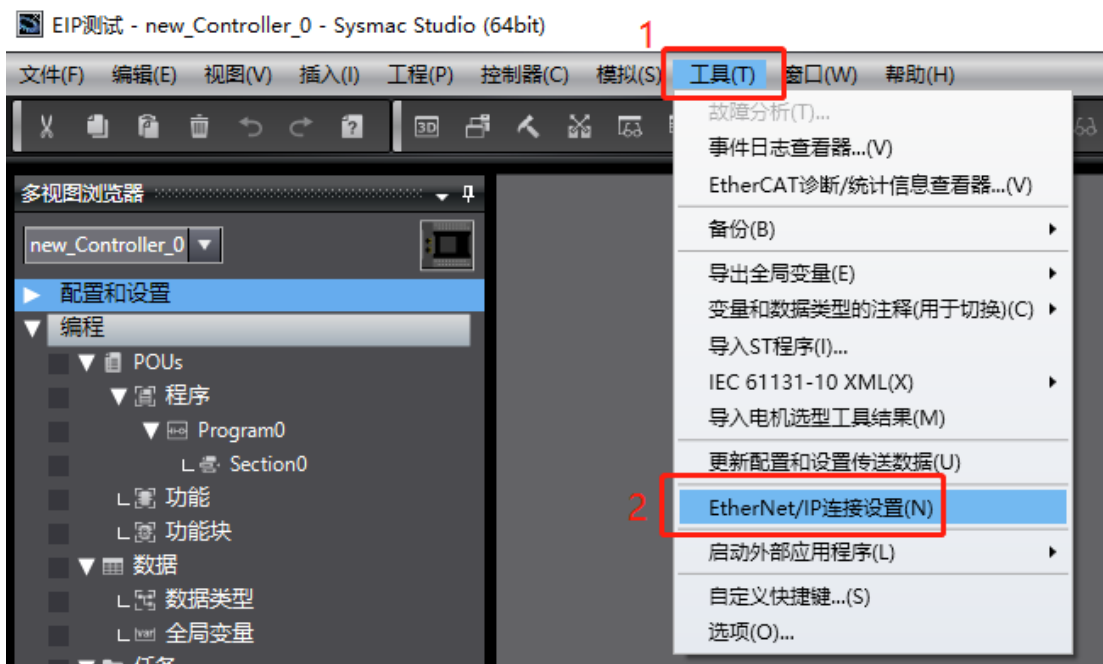 EIP测试 - new_Controller_0 - Sysmac Studio (64bit)
1
文件(F) 编辑(E) 视图(V) 插入(I) 工程(P) 控制器(C) 模拟(S) 工具(T) 窗口(W) 帮助(H)
3D
故障分析(T)...
事件日志查看器...(V)
EtherCAT诊断/统计信息查看器...(V)
备份(B)
导出全局变量(E)
变量和数据类型的注释(用于切换)(C)
导入ST程序(I)...
IEC 61131-10 XML(X)
导入电机选型工具结果(M)
更新配置和设置传送数据(U)
2
EtherNet/IP连接设置(N)
启动外部应用程序(L)
自定义快捷键...(S)
选项(O)...
多视图浏览器
new_Controller_0
配置和设置
编程
POUs
程序
Program0
Section0
功能
功能块
数据
数据类型
全局变量
任务